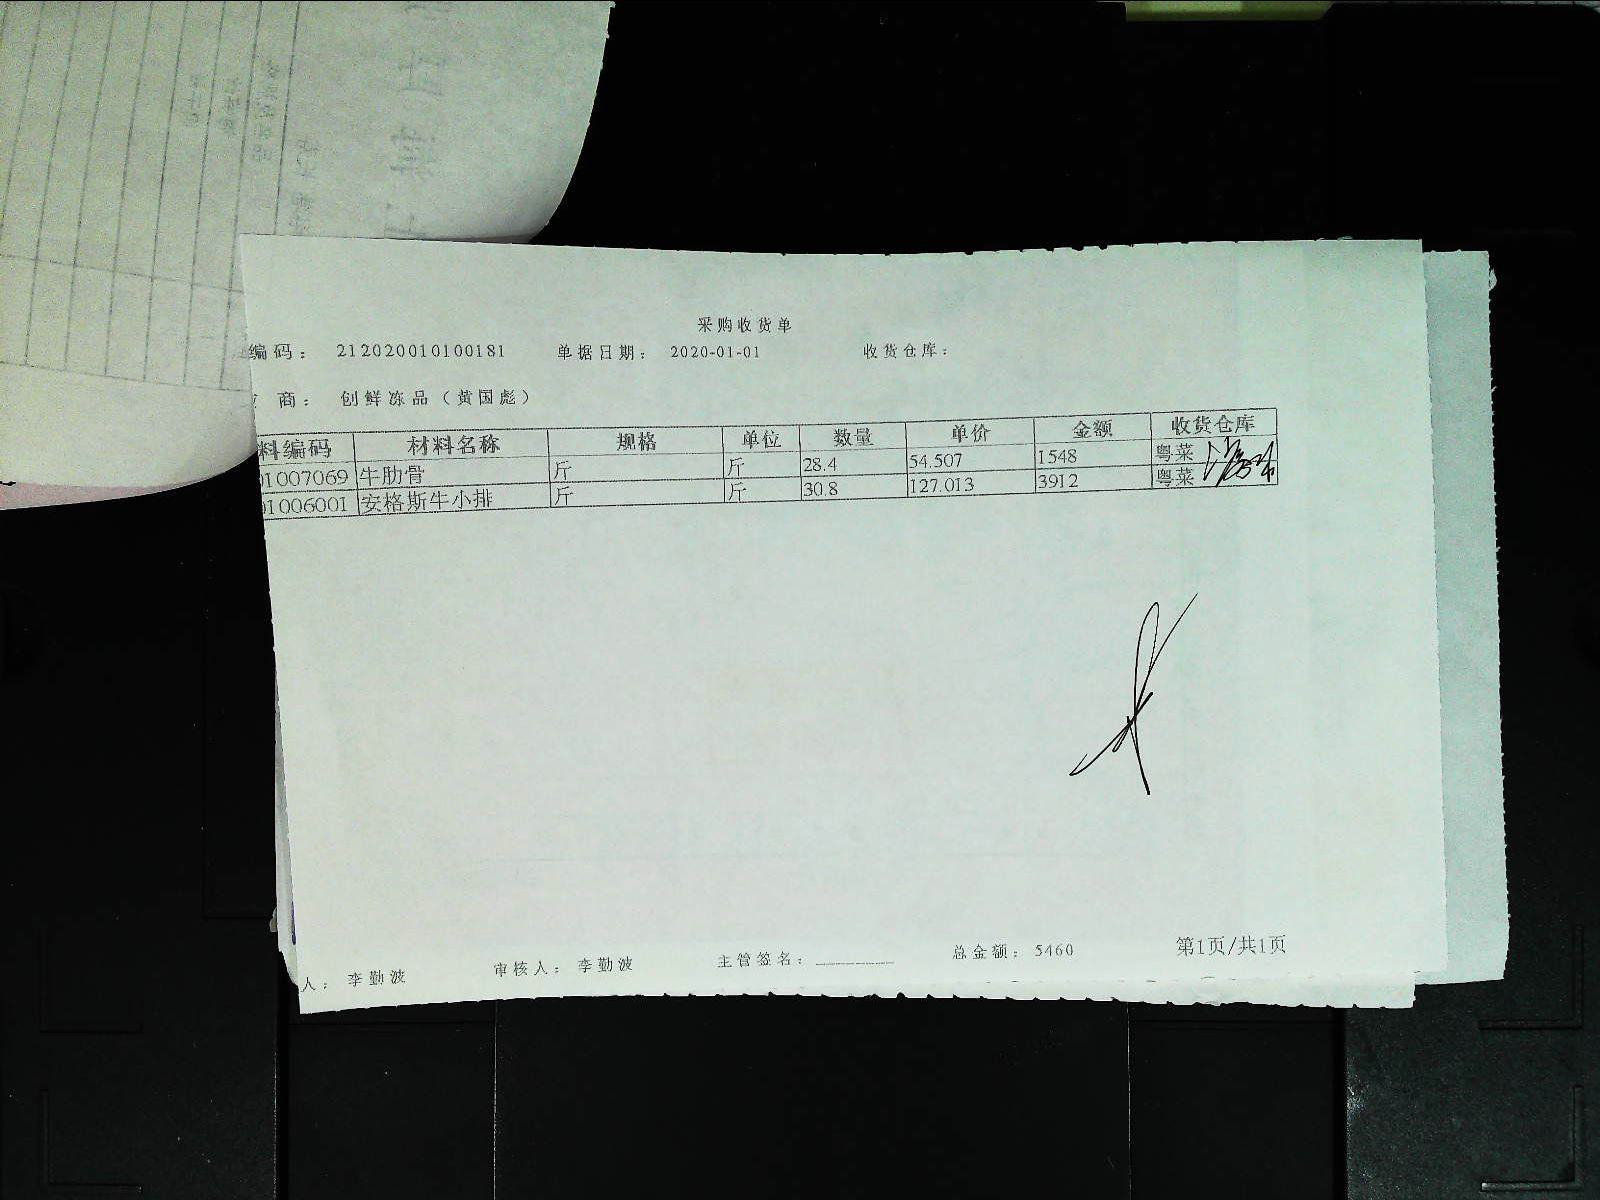 采购收货单
编码： 212020010100181 单据日期： 2020-01-01 收货仓库：
商： 创鲜冻品（黄国彪）
料编码 材料名称 规格 单位 数量 单价 金额 收货仓库
01007069 牛肋骨 斤 斤 28.4 54.507 1548 粤菜
01006001 安格斯牛小排 斤 斤 30.8 127.013 3912 粤菜
人： 李勤波 审核人： 李勤波 主管签名：________ 总金额： 5460 第1页/共1页